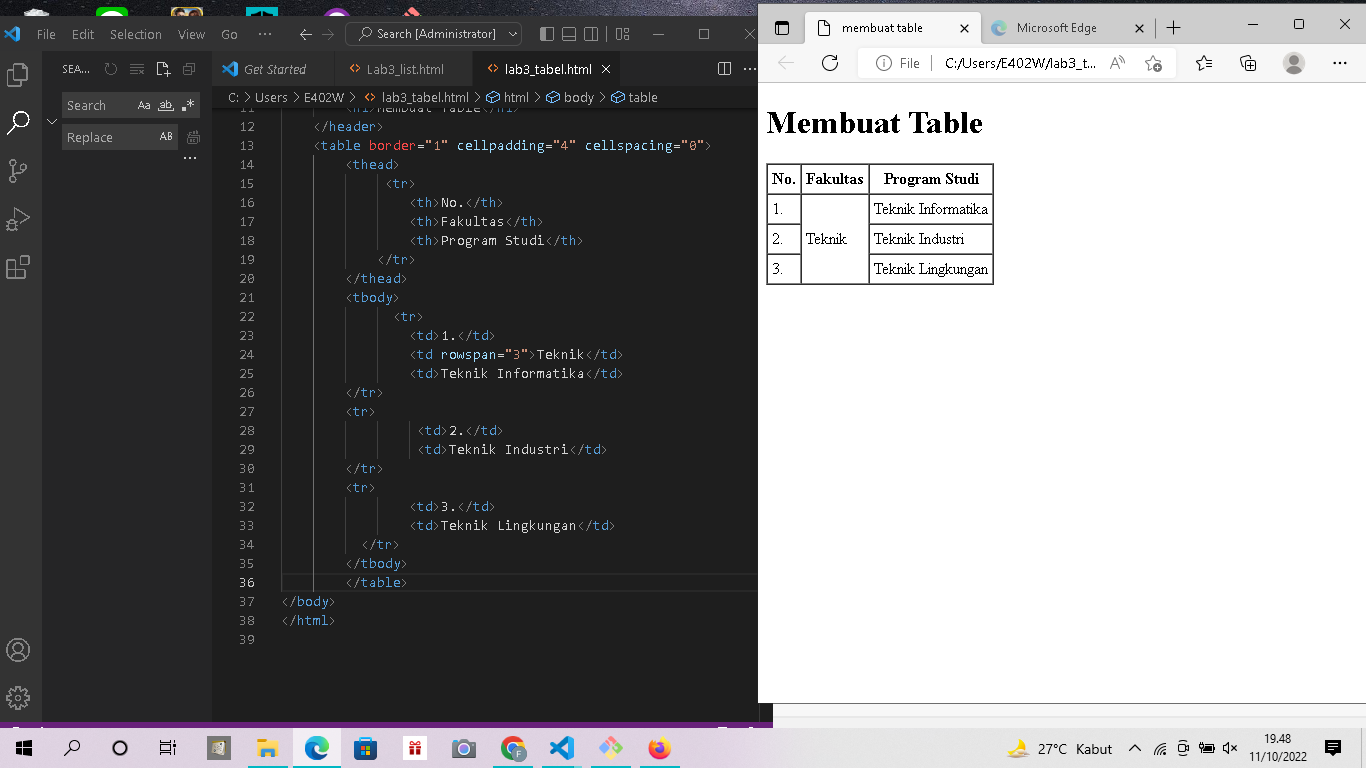 File Edit Selection View Go ··· Search [Administrator]
SEA...
Get Started Lab3_list.html lab3_tabel.html
C: > Users > E402W > lab3_tabel.html > html > body > table
Search Aa ab
Replace AB
11 <h1>Membuat Table</h1>
12 </header>
13 <table border="1" cellpadding="4" cellspacing="0">
14 <thead>
15 <tr>
16 <th>No.</th>
17 <th>Fakultas</th>
18 <th>Program Studi</th>
19 </tr>
20 </thead>
21 <tbody>
22 <tr>
23 <td>1.</td>
24 <td rowspan="3">Teknik</td>
25 <td>Teknik Informatika</td>
26 </tr>
27 <tr>
28 <td>2.</td>
29 <td>Teknik Industri</td>
30 </tr>
31 <tr>
32 <td>3.</td>
33 <td>Teknik Lingkungan</td>
34 </tr>
35 </tbody>
36 </table>
37 </body>
38 </html>
39
membuat table Microsoft Edge
File C:/Users/E402W/lab3_t...
Membuat Table
No. Fakultas Program Studi
1. Teknik Informatika
2. Teknik Teknik Industri
3. Teknik Lingkungan
27°C Kabut
19.48
11/10/2022